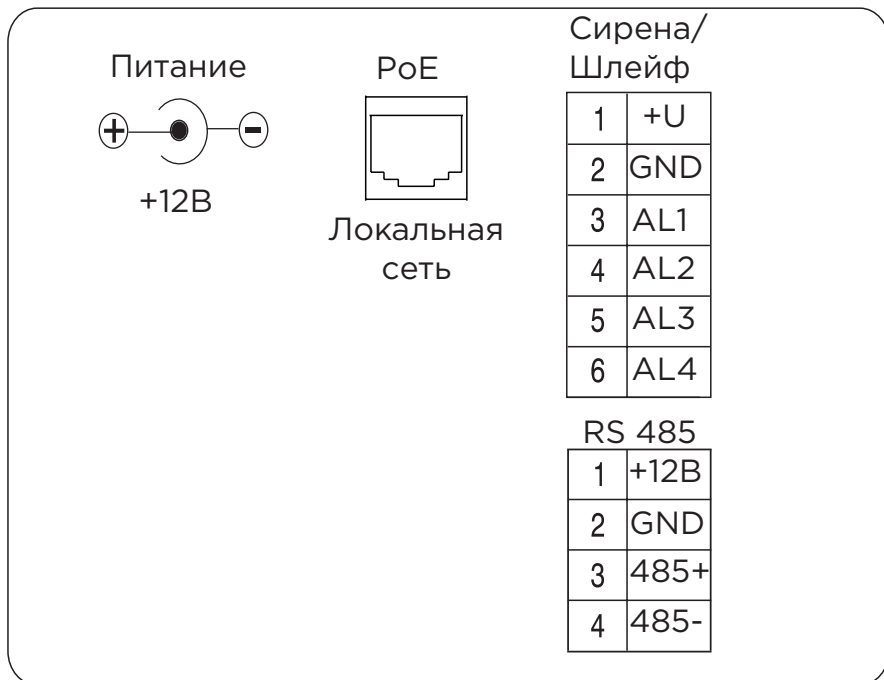 Питание
+12В
PoE
Локальная
сеть
Сирена/
Шлейф
1 +U
2 GND
3 AL1
4 AL2
5 AL3
6 AL4
RS 485
1 +12В
2 GND
3 485+
4 485-